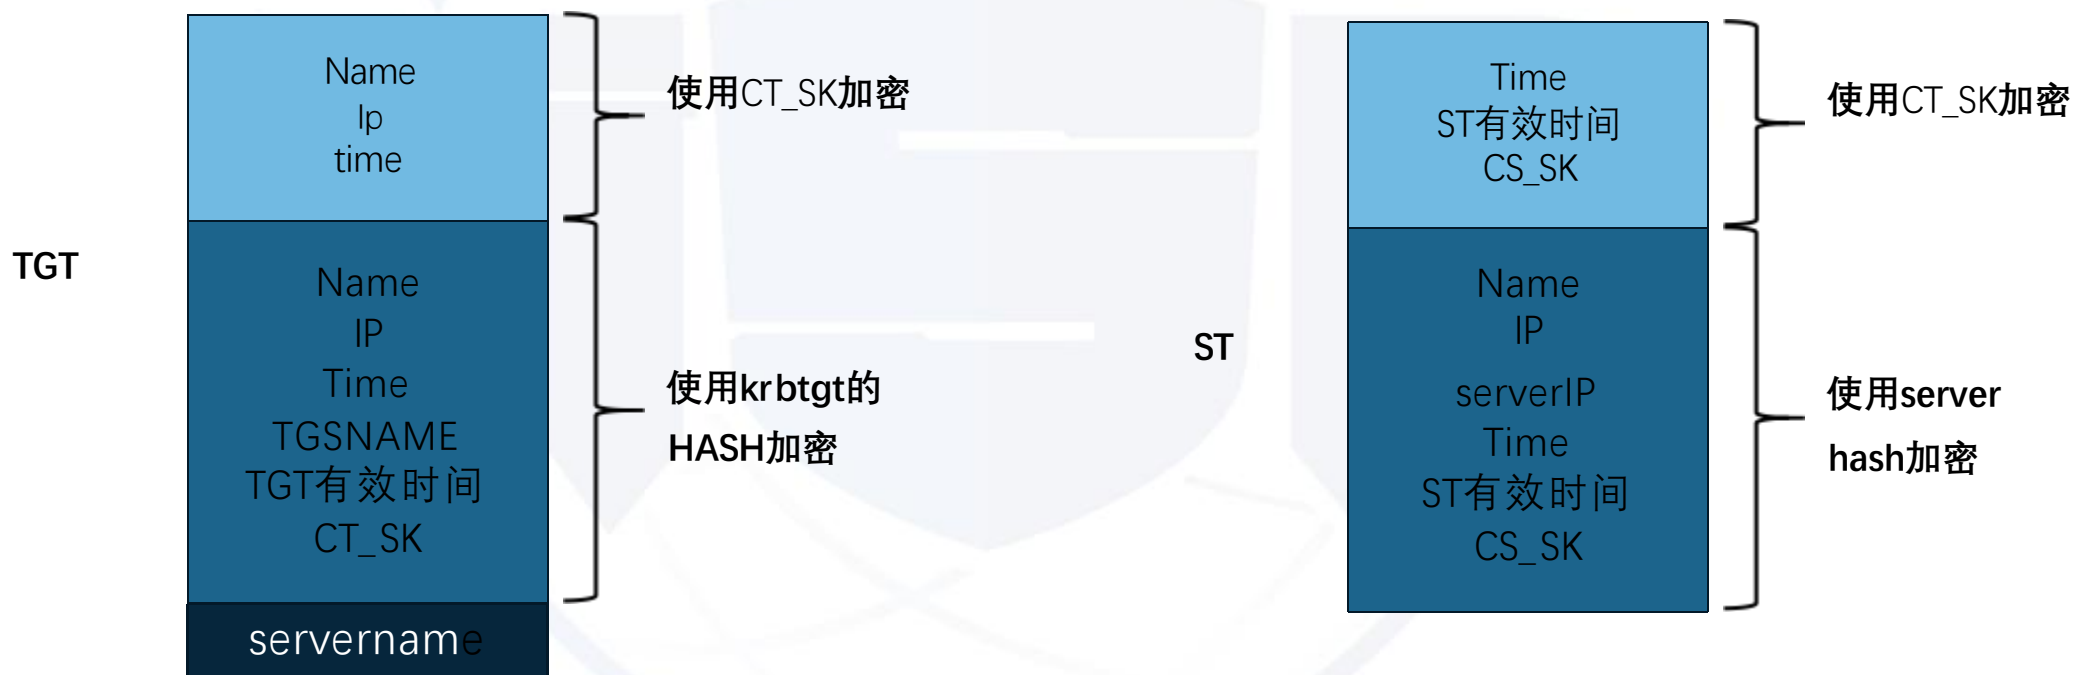 TGT
Name
Ip
time
使用CT_SK加密
Name
IP
Time
TGSNAME
TGT有效时间
CT_SK
使用krbtgt的
HASH加密
servername
ST
Time
ST有效时间
CS_SK
使用CT_SK加密
Name
IP
serverIP
Time
ST有效时间
CS_SK
使用server
hash加密